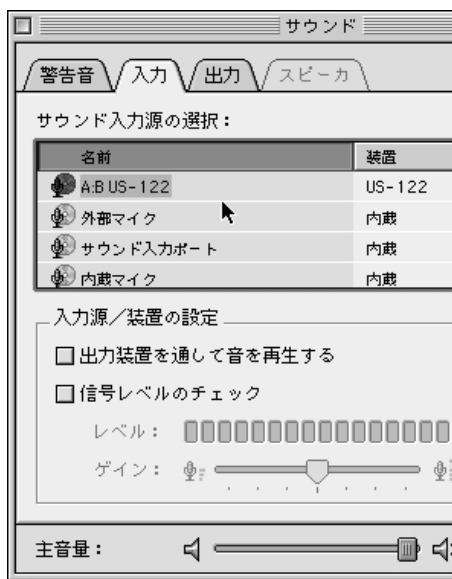 サウンド
警告音 入力 出力 スピーカ
サウンド入力源の選択：
名前 装置
A:B US-122 US-122
外部マイク 内蔵
サウンド入力ポート 内蔵
内蔵マイク 内蔵
入力源／装置の設定
出力装置を通して音を再生する
信号レベルのチェック
レベル：
ゲイン：
主音量：